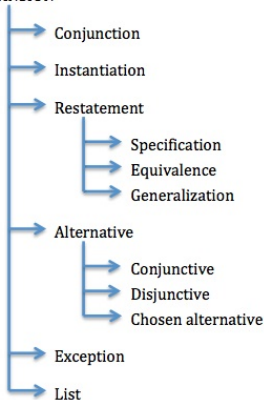 Conjunction
Instantiation
Restatement
Specification
Equivalence
Generalization
Alternative
Conjunctive
Disjunctive
Chosen alternative
Exception
List